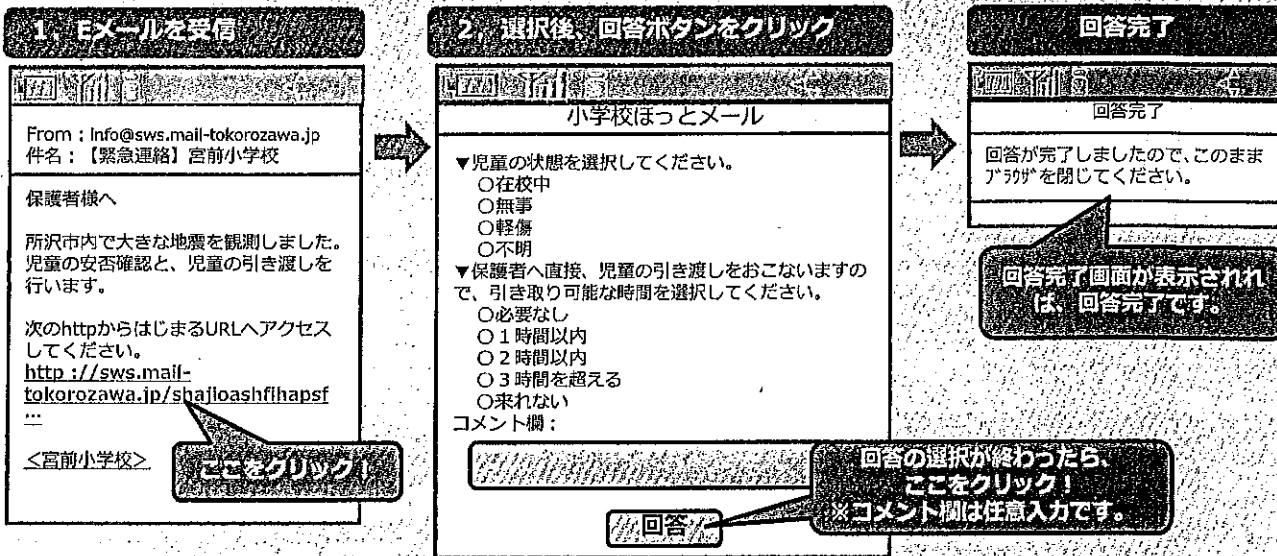 1，Eメールを受信
From：info@sws.mail-tokorozawa.jp
件名：【緊急連絡】宮前小学校
保護者様へ
所沢市内で大きな地震を観測しました。
児童の安否確認と、児童の引き渡しを
行います。
次のhttpからはじまるURLへアクセス
してください。
http ://sws.mail-
tokorozawa.jp/shajioashfihapsf
…
＜宮前小学校＞
ここをクリック！
2，選択後、回答ボタンをクリック
小学校ほっとメール
▼児童の状態を選択してください。
○在校中
○無事
○軽傷
○不明
▼保護者へ直接、児童の引き渡しをおこないますの
で、引き取り可能な時間を選択してください。
○必要なし
○１時間以内
○２時間以内
○３時間を超える
○来れない
コメント欄：
回答の選択が終わったら、
ここをクリック！
※コメント欄は任意入力です。
回答
回答完了
回答完了
回答が完了しましたので、このまま
ﾌﾞﾗｳｻﾞを閉じてください。
回答完了画面が表示されれ
ば、回答完了です。